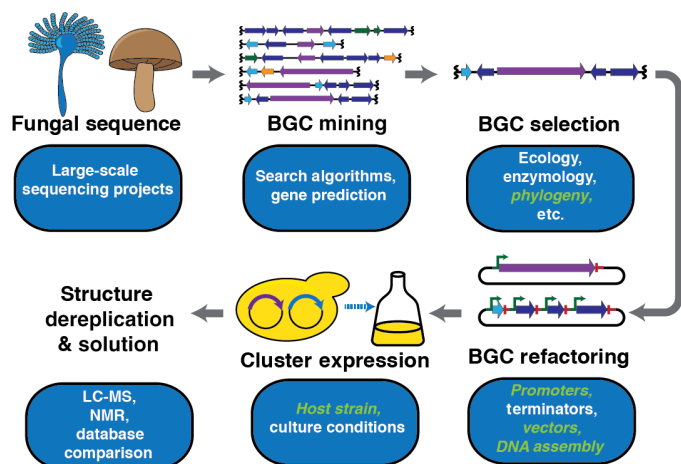 Fungal sequence
Large-scale
sequencing projects
BGC mining
Search algorithms,
gene prediction
BGC selection
Ecology,
enzymology,
phylogeny,
etc.
BGC refactoring
Promoters,
terminators,
vectors,
DNA assembly
Cluster expression
Host strain,
culture conditions
Structure
dereplication
& solution
LC-MS,
NMR,
database
comparison